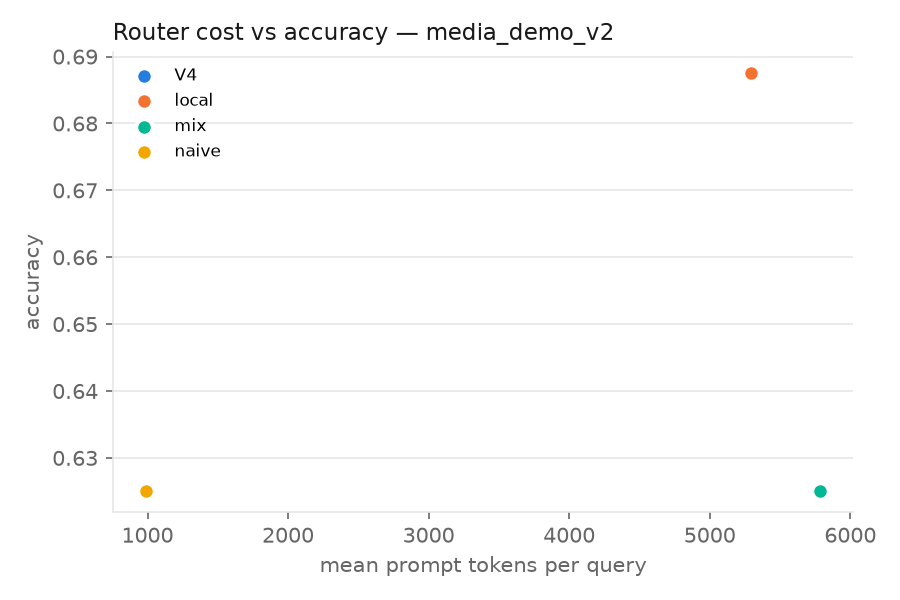 Router cost vs accuracy — media_demo_v2
0.69
V4
local
0.68
mix
naive
0.67
0.66
accuracy
0.65
0.64
0.63
1000 2000 3000 4000 5000 6000
mean prompt tokens per query